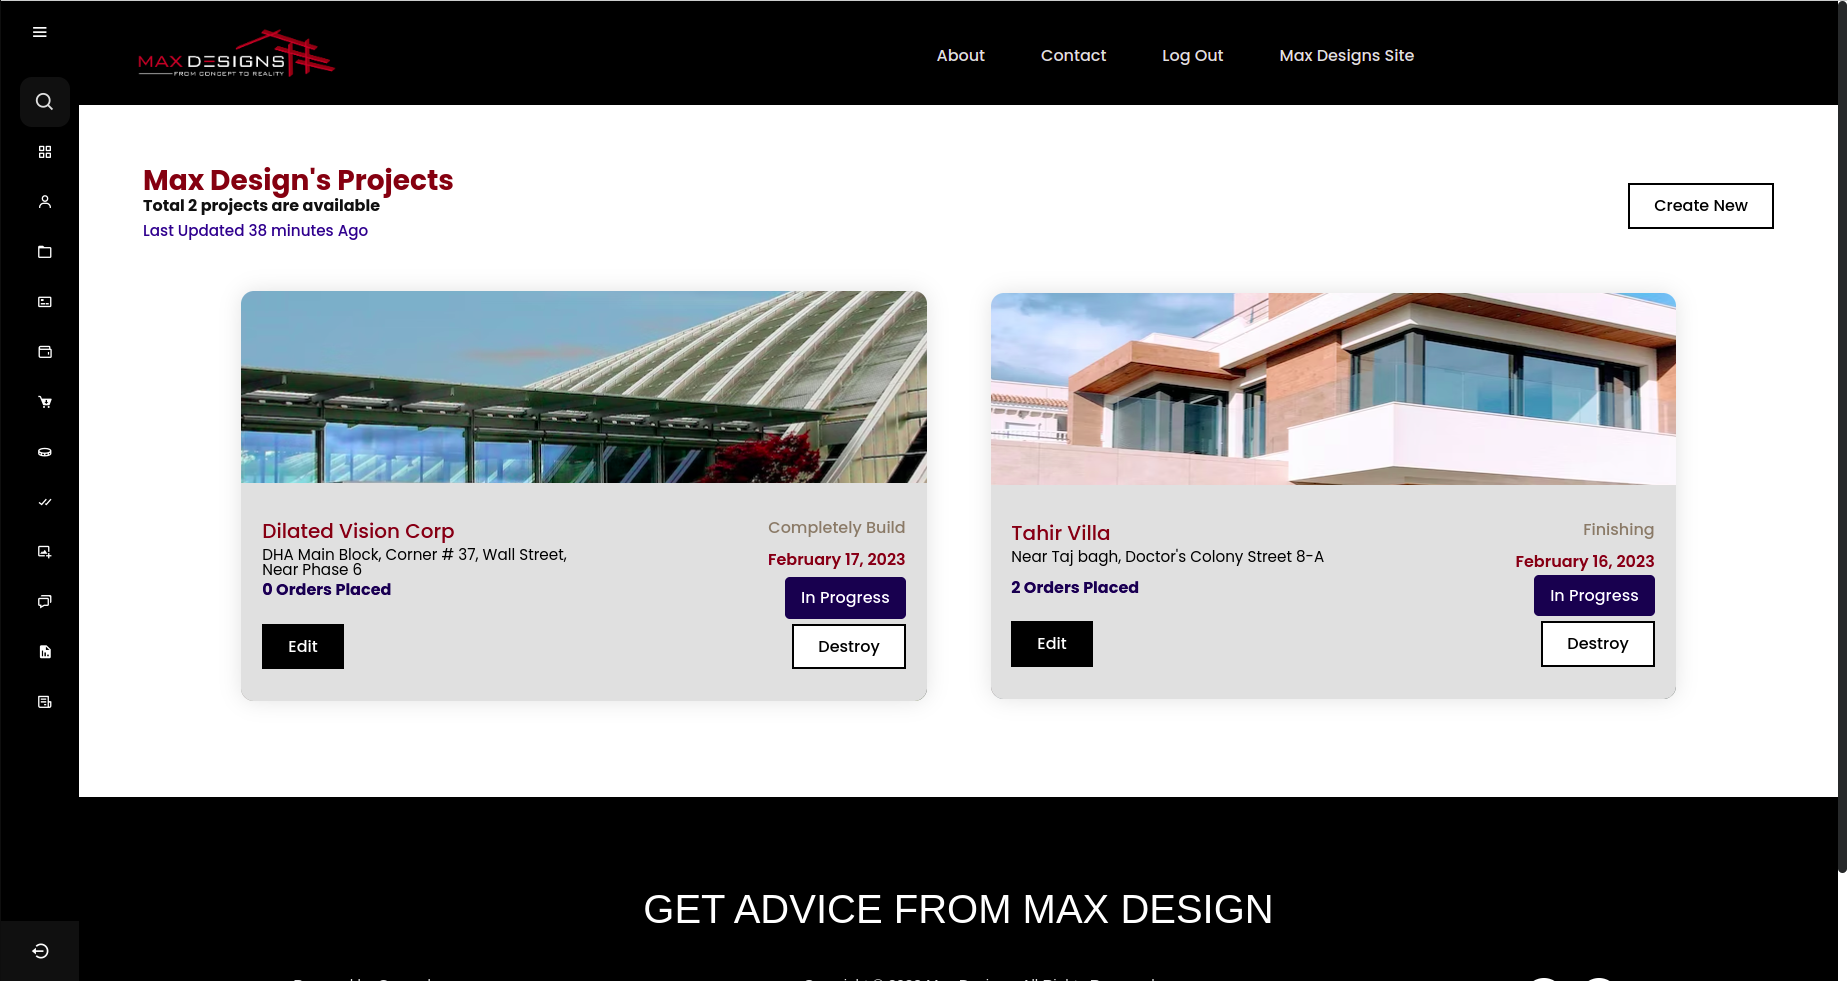 MAX DESIGNS
FROM CONCEPT TO REALITY
About
Contact
Log Out
Max Designs Site
Max Design's Projects
Total 2 projects are available
Last Updated 38 minutes Ago
Create New
Dilated Vision Corp
DHA Main Block, Corner # 37, Wall Street,
Near Phase 6
0 Orders Placed
Completely Build
February 17, 2023
In Progress
Edit
Destroy
Tahir Villa
Near Taj bagh, Doctor's Colony Street 8-A
2 Orders Placed
Finishing
February 16, 2023
In Progress
Edit
Destroy
GET ADVICE FROM MAX DESIGN